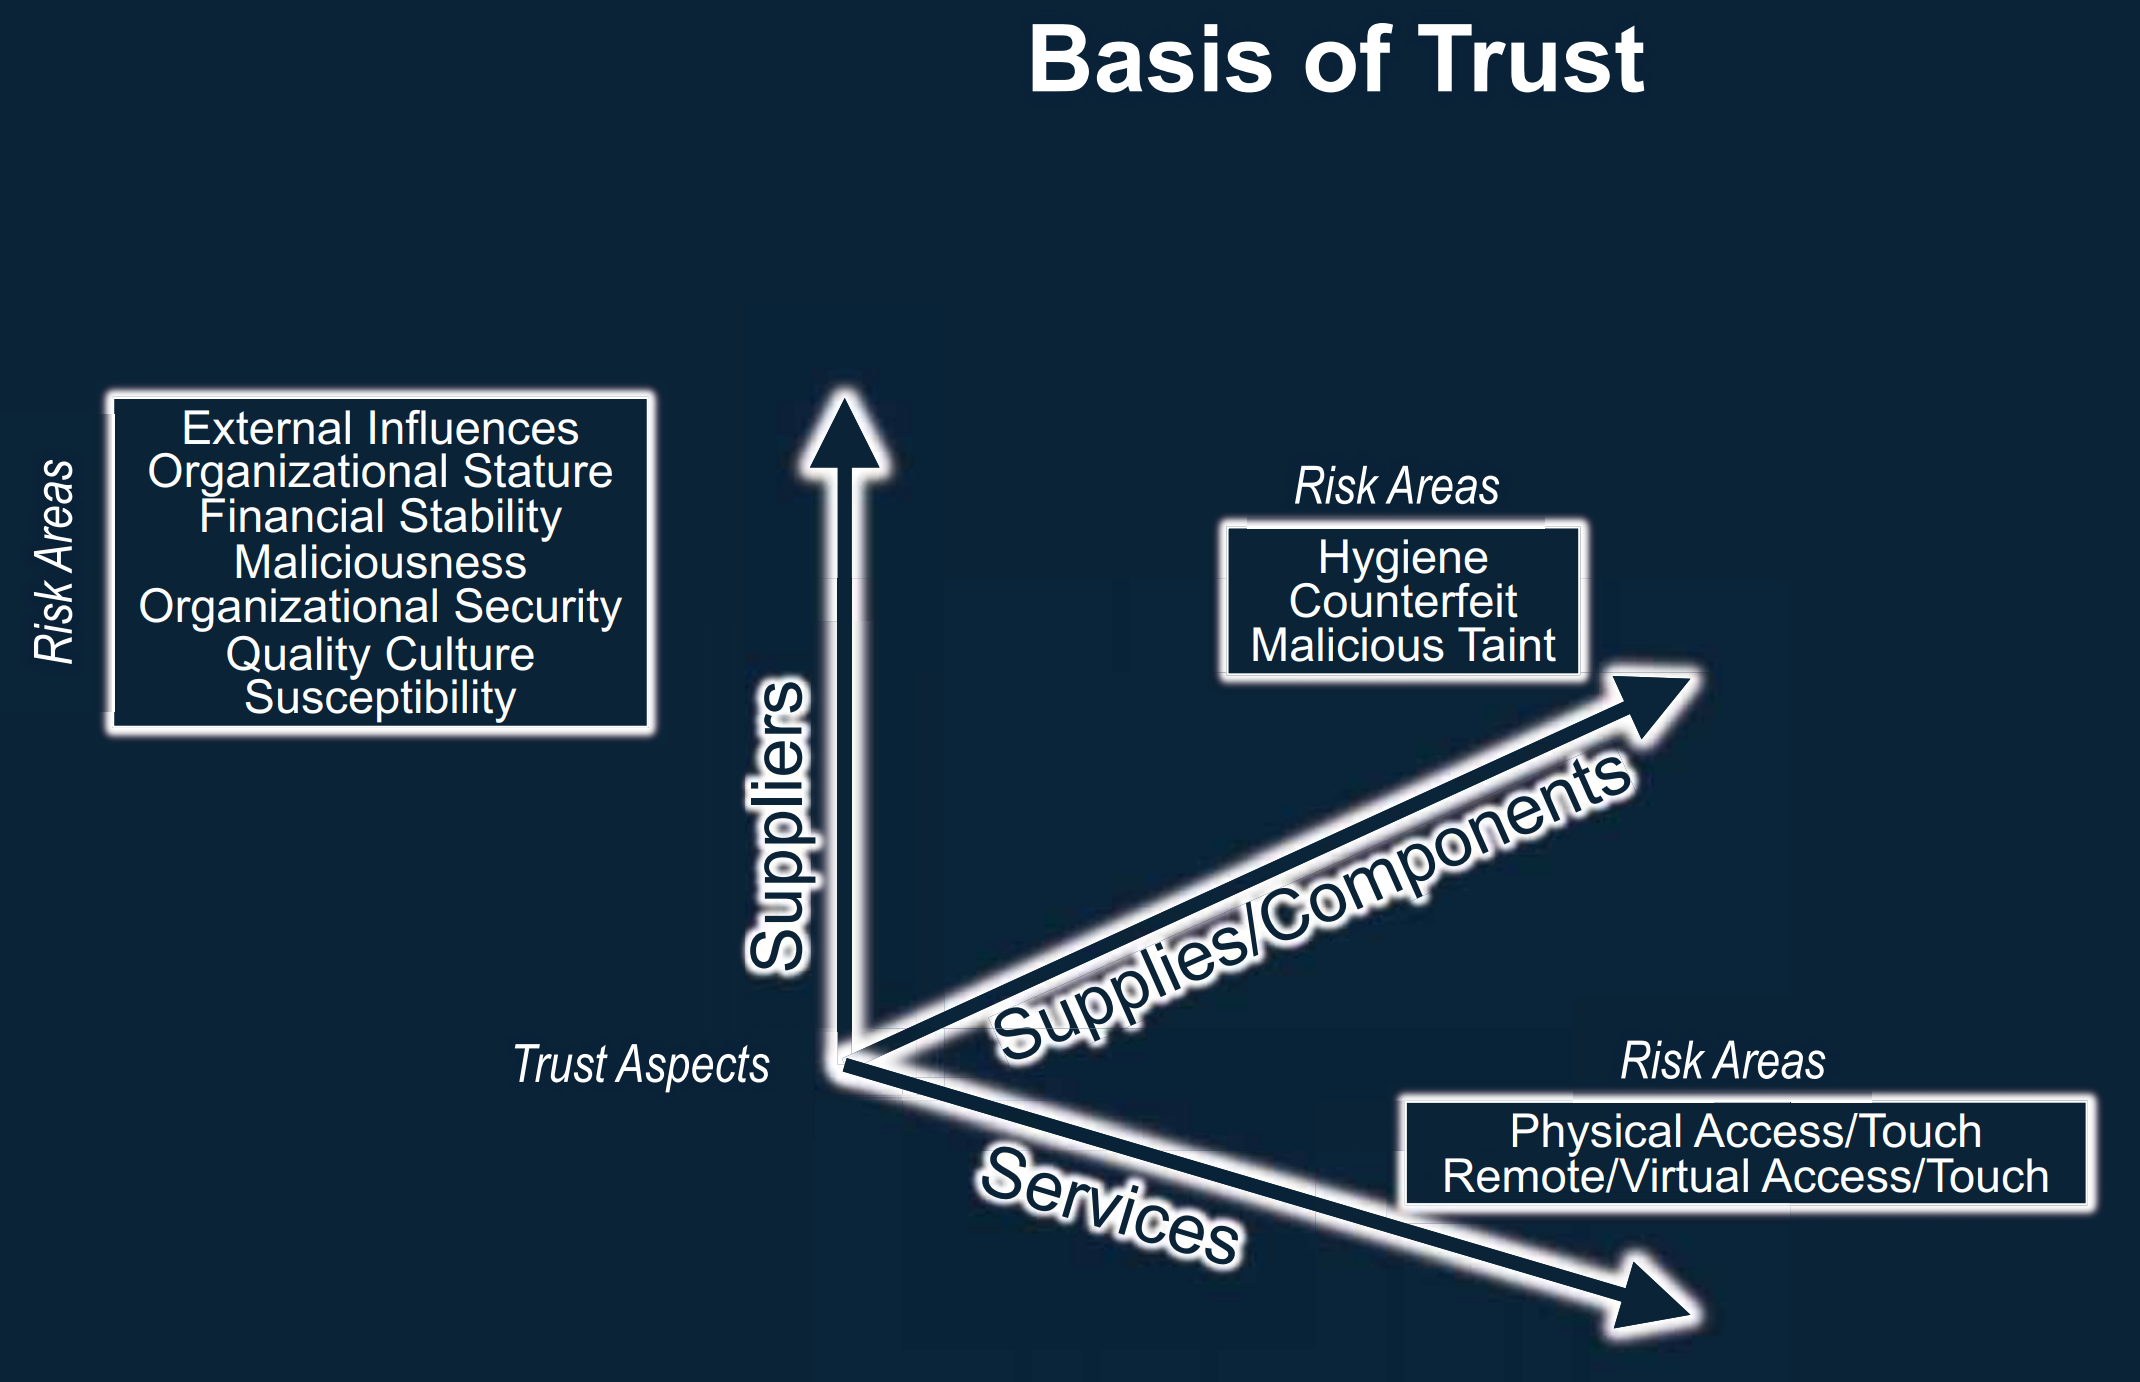 Basis of Trust
Risk Areas
External Influences
Organizational Stature
Financial Stability
Maliciousness
Organizational Security
Quality Culture
Susceptibility
Suppliers
Risk Areas
Hygiene
Counterfeit
Malicious Taint
Supplies/Components
Trust Aspects
Risk Areas
Physical Access/Touch
Remote/Virtual Access/Touch
Services